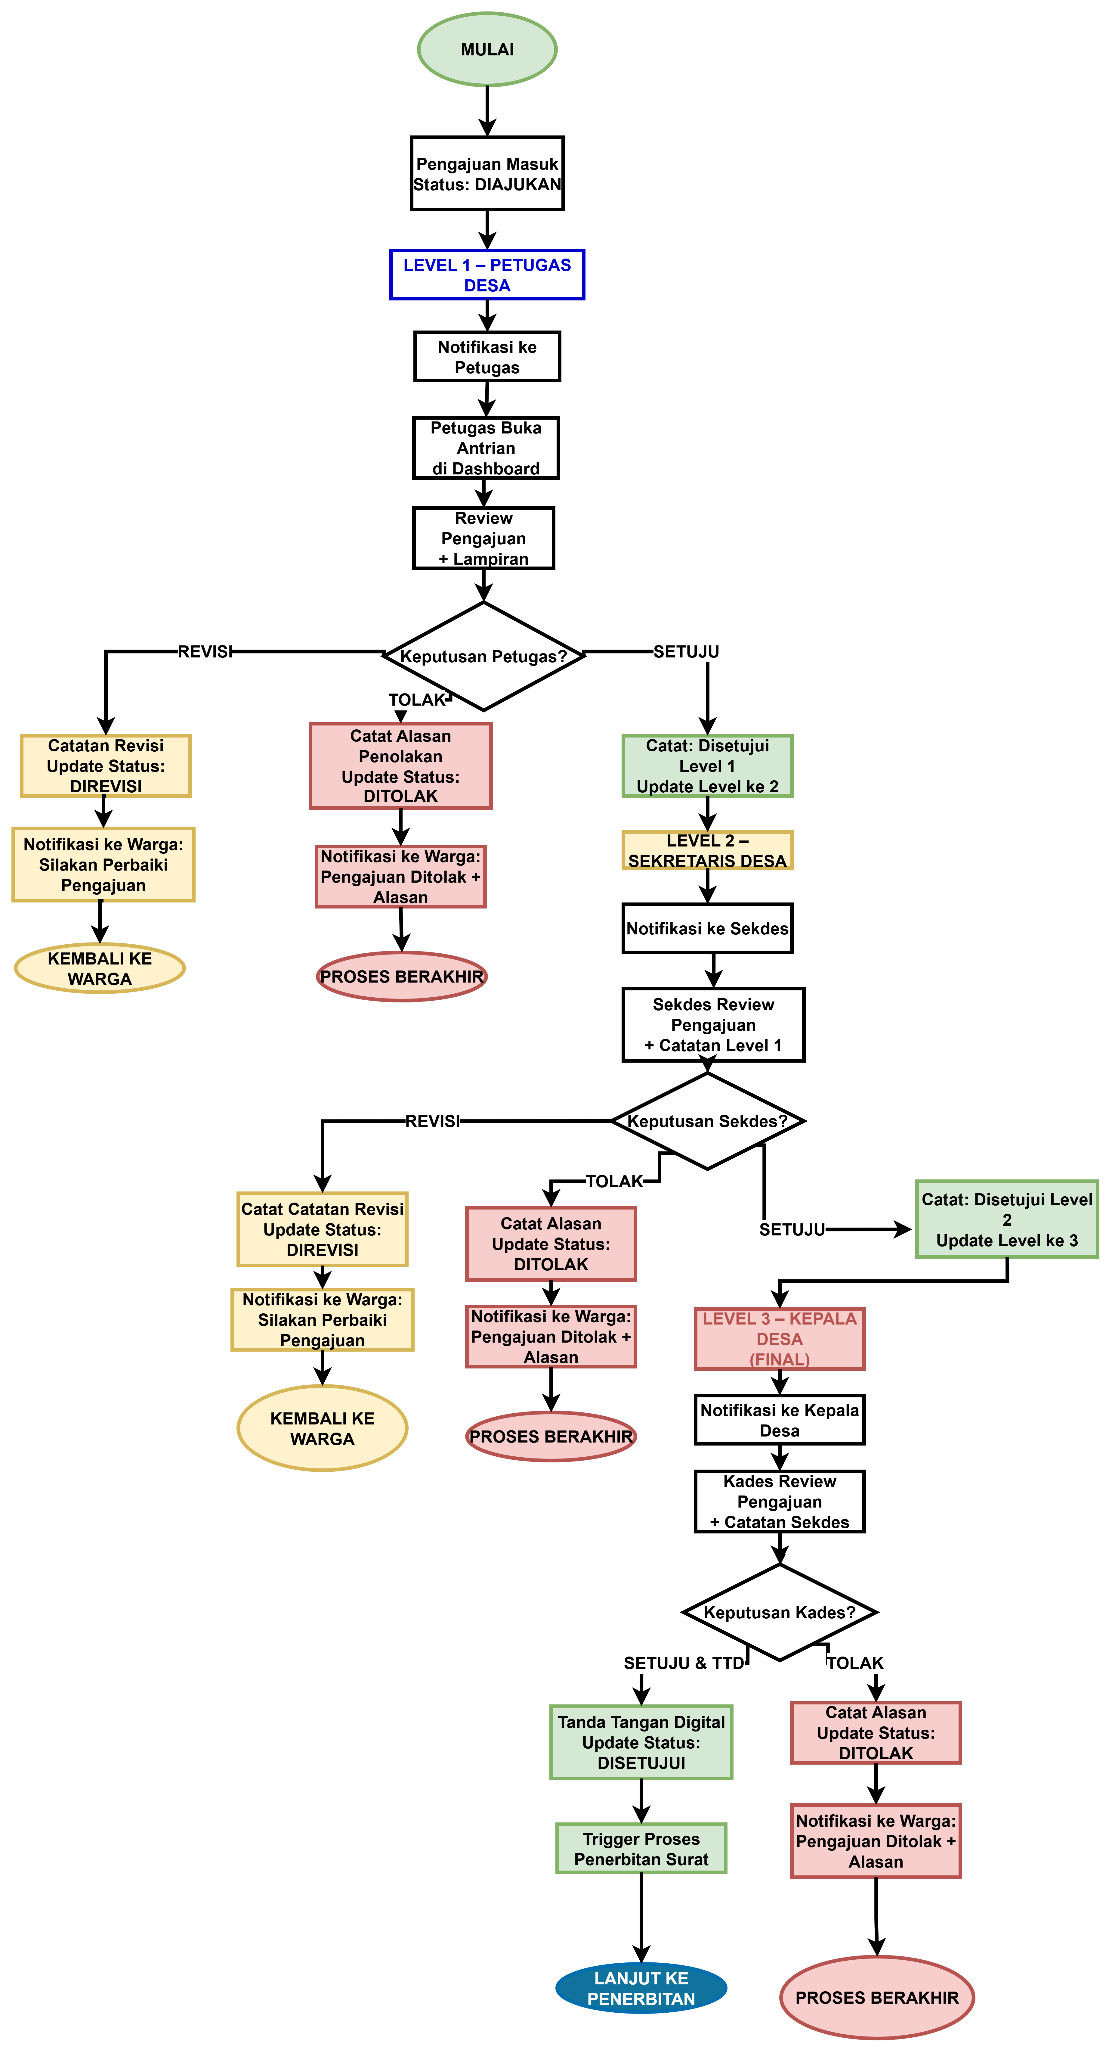 MULAI
Pengajuan Masuk
Status: DIAJUKAN
LEVEL 1 – PETUGAS
DESA
Notifikasi ke
Petugas
Petugas Buka
Antrian
di Dashboard
Review
Pengajuan
+ Lampiran
Keputusan Petugas?
REVISI
TOLAK
SETUJU
Catatan Revisi
Update Status:
DIREVISI
Notifikasi ke Warga:
Silakan Perbaiki
Pengajuan
KEMBALI KE
WARGA
Catat Alasan
Penolakan
Update Status:
DITOLAK
Notifikasi ke Warga:
Pengajuan Ditolak +
Alasan
PROSES BERAKHIR
Catat: Disetujui
Level 1
Update Level ke 2
LEVEL 2 –
SEKRETARIS DESA
Notifikasi ke Sekdes
Sekdes Review
Pengajuan
+ Catatan Level 1
Keputusan Sekdes?
REVISI
TOLAK
SETUJU
Catat Catatan Revisi
Update Status:
DIREVISI
Notifikasi ke Warga:
Silakan Perbaiki
Pengajuan
KEMBALI KE
WARGA
Catat Alasan
Update Status:
DITOLAK
Notifikasi ke Warga:
Pengajuan Ditolak +
Alasan
PROSES BERAKHIR
Catat: Disetujui Level
2
Update Level ke 3
LEVEL 3 – KEPALA
DESA
(FINAL)
Notifikasi ke Kepala
Desa
Kades Review
Pengajuan
+ Catatan Sekdes
Keputusan Kades?
SETUJU & TTD
TOLAK
Tanda Tangan Digital
Update Status:
DISETUJUI
Trigger Proses
Penerbitan Surat
LANJUT KE
PENERBITAN
Catat Alasan
Update Status:
DITOLAK
Notifikasi ke Warga:
Pengajuan Ditolak +
Alasan
PROSES BERAKHIR